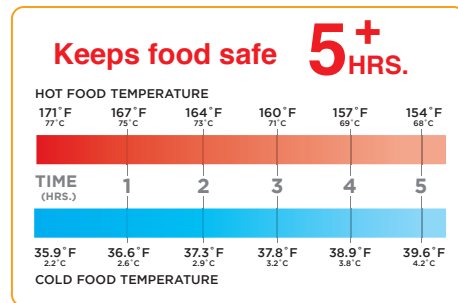 Keeps food safe 5+ HRS.
HOT FOOD TEMPERATURE
171°F 167°F 164°F 160°F 157°F 154°F
77°C 75°C 73°C 71°C 69°C 68°C
TIME 1 2 3 4 5
(HRS.)
35.9°F 36.6°F 37.3°F 37.8°F 38.9°F 39.6°F
2.2°C 2.6°C 2.9°C 3.2°C 3.8°C 4.2°C
COLD FOOD TEMPERATURE